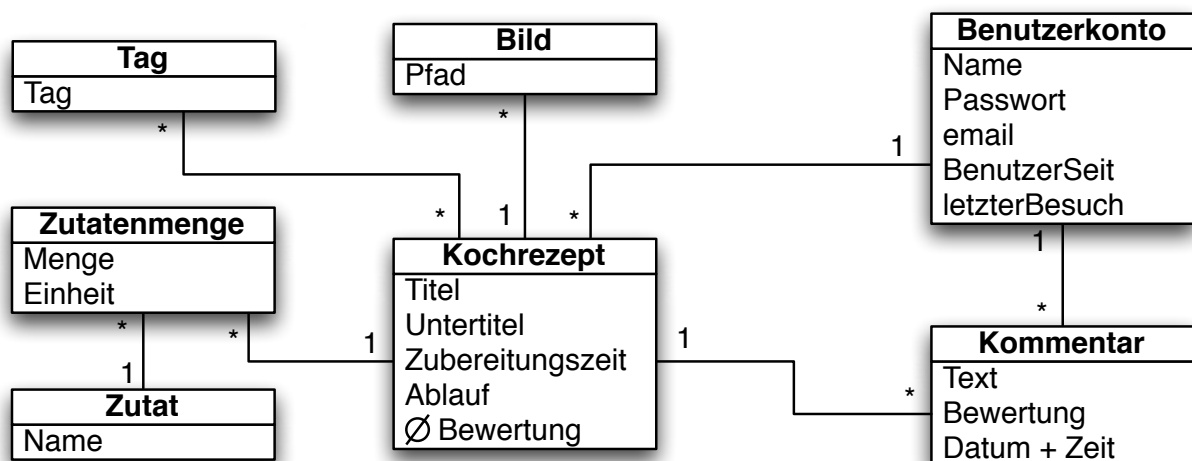 Tag
Tag
*
*
Bild
Pfad
*
1
Benutzerkonto
Name
Passwort
email
BenutzerSeit
letzterBesuch
1
*
1
*
Zutatenmenge
Menge
Einheit
*
1
*
1
Zutat
Name
Kochrezept
Titel
Untertitel
Zubereitungszeit
Ablauf
∅ Bewertung
1
*
Kommentar
Text
Bewertung
Datum + Zeit